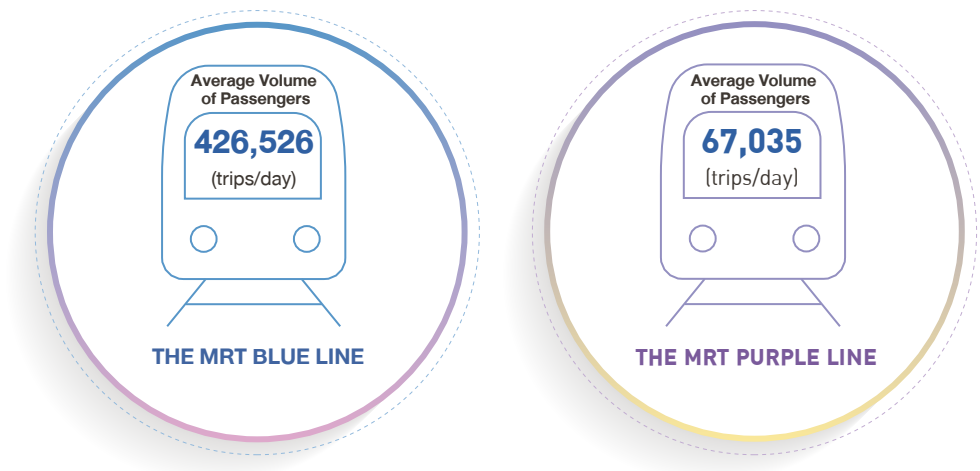 Average Volume
of Passengers
426,526
(trips/day)
THE MRT BLUE LINE
Average Volume
of Passengers
67,035
(trips/day)
THE MRT PURPLE LINE